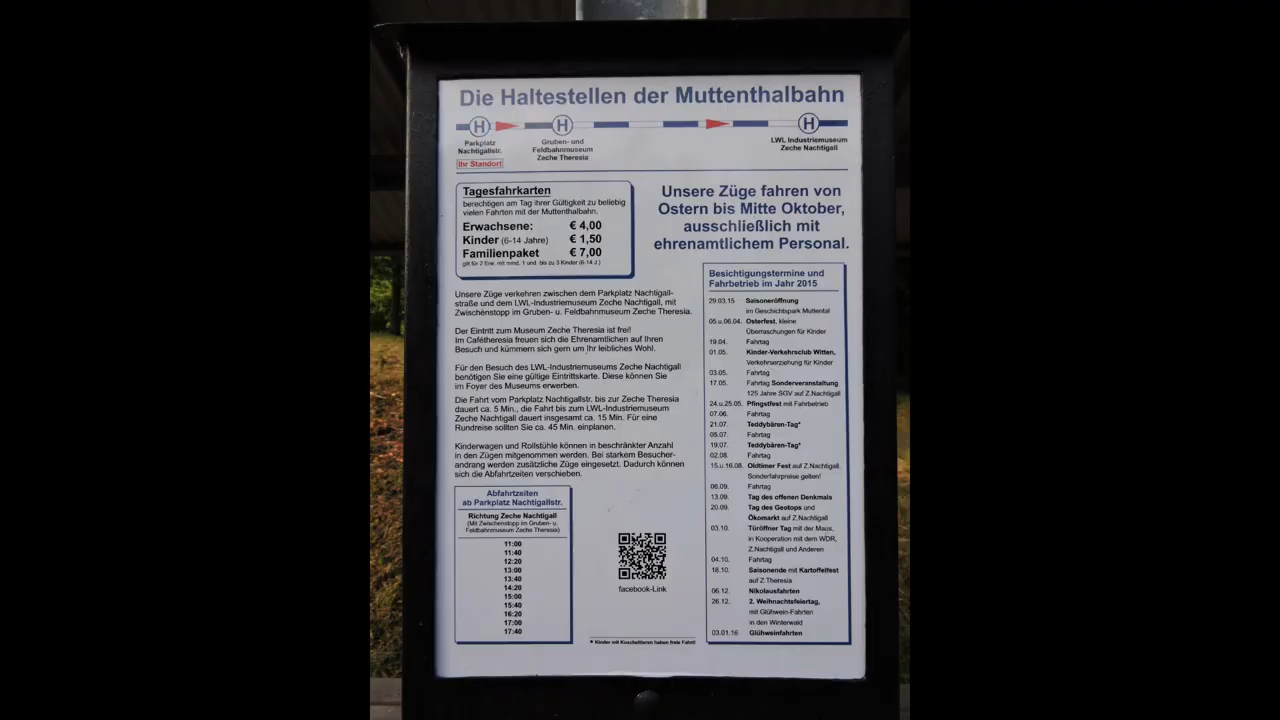 Die Haltestellen der Muttenthalbahn
H
H
H
Parkplatz
Nachtigallstr.
Ihr Standort
Gruben- und
Feldbahnmuseum
Zeche Theresia
LWL Industriemuseum
Zeche Nachtigall
Tagesfahrkarten
berechtigen am Tag ihrer Gültigkeit zu beliebig
vielen Fahrten mit der Muttenthalbahn.
Erwachsene: € 4,00
Kinder (6-14 Jahre) € 1,50
Familienpaket € 7,00
gilt für 2 Erw. mit mind. 1 und bis zu 3 Kinder (6-14 J.)
Unsere Züge fahren von
Ostern bis Mitte Oktober,
ausschließlich mit
ehrenamtlichem Personal.
Unsere Züge verkehren zwischen dem Parkplatz Nachtigall-
straße und dem LWL-Industriemuseum Zeche Nachtigall, mit
Zwischenstopp im Gruben- u. Feldbahnmuseum Zeche Theresia.
Der Eintritt zum Museum Zeche Theresia ist frei!
Im Cafétheresia freuen sich die Ehrenamtlichen auf Ihren
Besuch und kümmern sich gern um Ihr leibliches Wohl.
Für den Besuch des LWL-Industriemuseums Zeche Nachtigall
benötigen Sie eine gültige Eintrittskarte. Diese können Sie
im Foyer des Museums erwerben.
Die Fahrt vom Parkplatz Nachtigallstr. bis zur Zeche Theresia
dauert ca. 5 Min., die Fahrt bis zum LWL-Industriemuseum
Zeche Nachtigall dauert insgesamt ca. 15 Min. Für eine
Rundreise sollten Sie ca. 45 Min. einplanen.
Kinderwagen und Rollstühle können in beschränkter Anzahl
in den Zügen mitgenommen werden. Bei starkem Besucher-
andrang werden zusätzliche Züge eingesetzt. Dadurch können
sich die Abfahrtzeiten verschieben.
Abfahrtzeiten
ab Parkplatz Nachtigallstr.
Richtung Zeche Nachtigall
(Mit Zwischenstopp im Gruben- u.
Feldbahnmuseum Zeche Theresia)
11:00
11:40
12:20
13:00
13:40
14:20
15:00
15:40
16:20
17:00
17:40
facebook-Link
* Kinder mit Kuscheltieren haben freie Fahrt!
Besichtigungstermine und
Fahrbetrieb im Jahr 2015
29.03.15 Saisoneröffnung
im Geschichtspark Muttental
05.u.06.04. Osterfest, kleine
Überraschungen für Kinder
19.04. Fahrtag
01.05. Kinder-Verkehrsclub Witten,
Verkehrserziehung für Kinder
03.05. Fahrtag
17.05. Fahrtag Sonderveranstaltung
125 Jahre SGV auf Z.Nachtigall
24.u.25.05. Pfingstfest mit Fahrbetrieb
07.06. Fahrtag
21.07. Teddybären-Tag*
05.07. Fahrtag
19.07. Teddybären-Tag*
02.08. Fahrtag
15.u.16.08. Oldtimer Fest auf Z.Nachtigall.
Sonderfahrpreise gelten!
06.09. Fahrtag
13.09. Tag des offenen Denkmals
20.09. Tag des Geotops und
Ökomarkt auf Z.Nachtigall
03.10. Türöffner Tag mit der Maus,
in Kooperation mit dem WDR,
Z.Nachtigall und Anderen
04.10. Fahrtag
18.10. Saisonende mit Kartoffelfest
auf Z.Theresia
06.12. Nikolausfahrten
26.12. 2. Weihnachtsfeiertag,
mit Glühwein-Fahrten
in den Winterwald
03.01.16 Glühweinfahrten